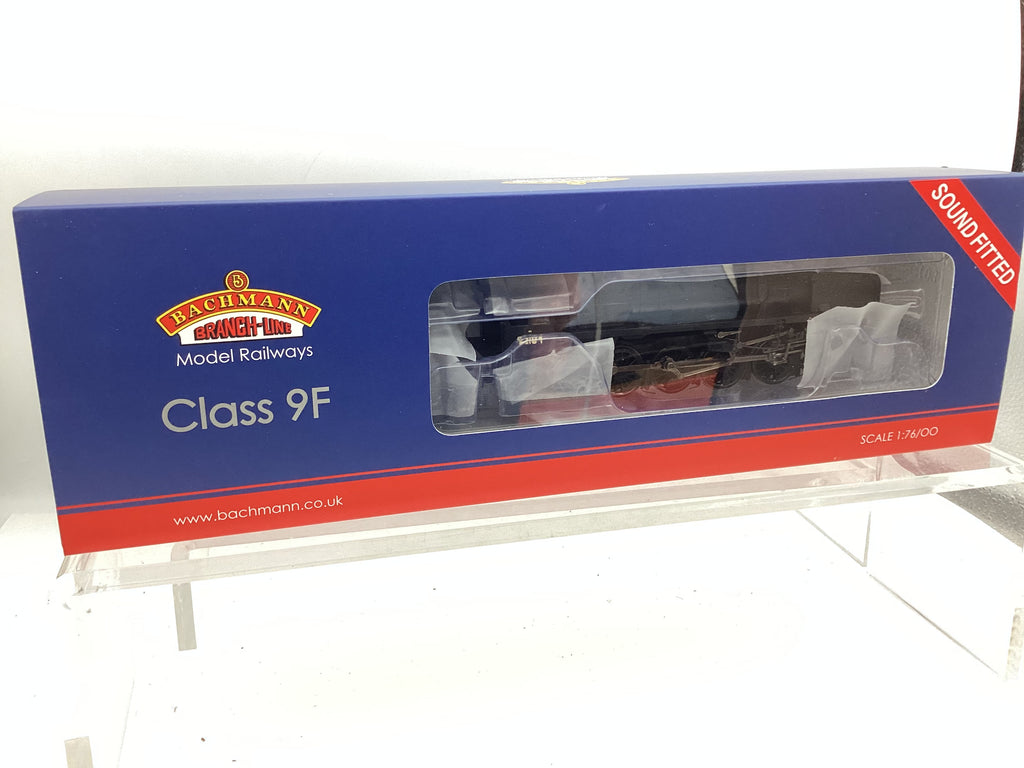 SOUND FITTED
B
BACHMANN
BRANCH-LINE
Model Railways
Class 9F
SCALE 1:76/OO
www.bachmann.co.uk